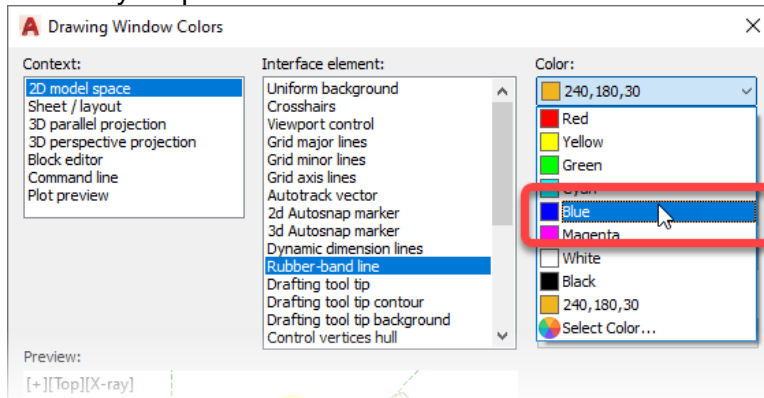 Drawing Window Colors
Context:
2D model space
Sheet / layout
3D parallel projection
3D perspective projection
Block editor
Command line
Plot preview
Interface element:
Uniform background
Crosshairs
Viewport control
Grid major lines
Grid minor lines
Grid axis lines
Autotrack vector
2d Autosnap marker
3d Autosnap marker
Dynamic dimension lines
Rubber-band line
Drafting tool tip
Drafting tool tip contour
Drafting tool tip background
Control vertices hull
Color:
240,180,30
Red
Yellow
Green
Cyan
Blue
Magenta
White
Black
240,180,30
Select Color...
Preview:
[+][Top][X-ray]